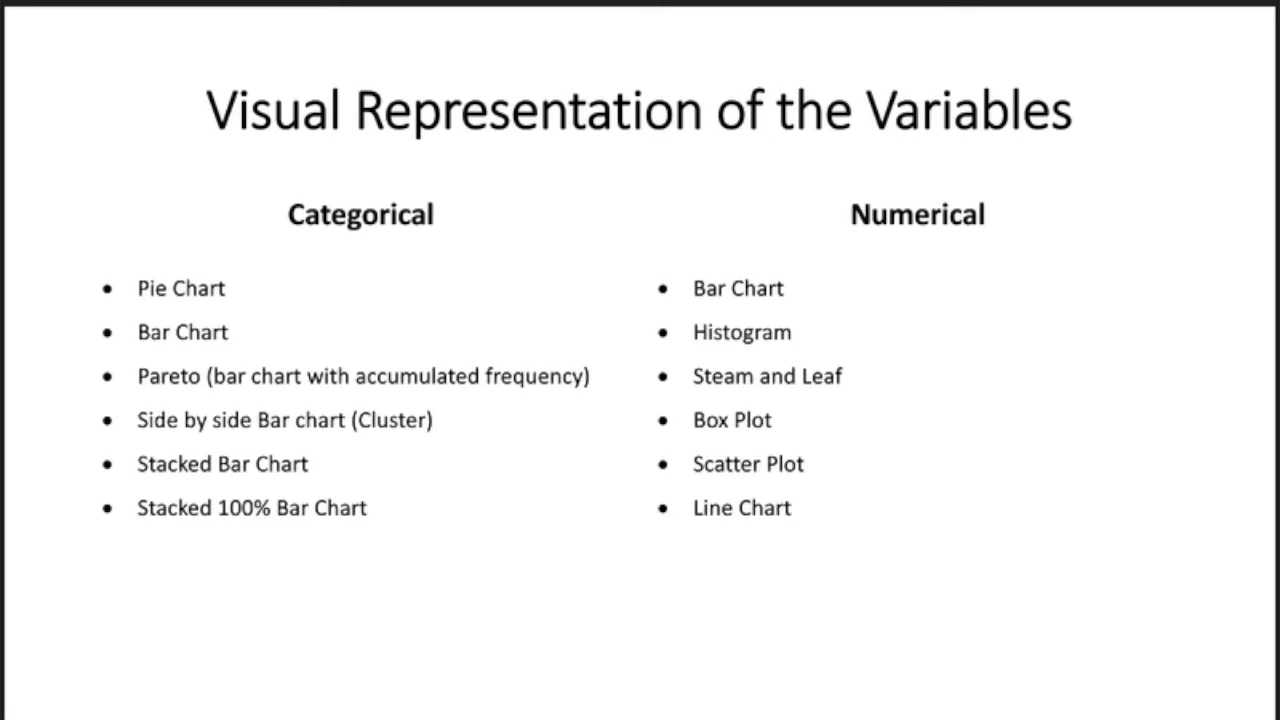 Visual Representation of the Variables
Categorical
• Pie Chart
• Bar Chart
• Pareto (bar chart with accumulated frequency)
• Side by side Bar chart (Cluster)
• Stacked Bar Chart
• Stacked 100% Bar Chart
Numerical
• Bar Chart
• Histogram
• Steam and Leaf
• Box Plot
• Scatter Plot
• Line Chart